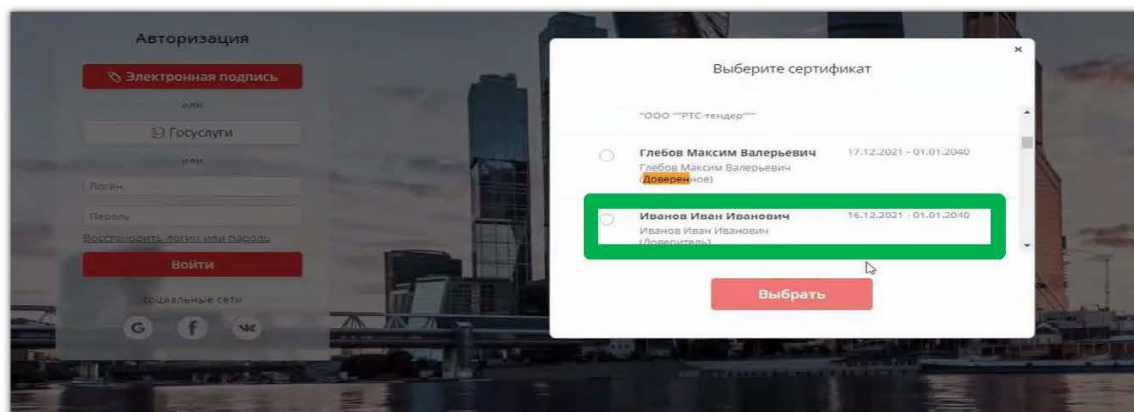 Авторизация
Электронная подпись
или
Госуслуги
или
Логин
Пароль
Восстановить логин или пароль
Войти
социальные сети
G f
Выберите сертификат
×
"ООО ""РТС-тендер"""
Глебов Максим Валерьевич 17.12.2021 - 01.01.2040
Глебов Максим Валерьевич
(Доверенное)
Иванов Иван Иванович 16.12.2021 - 01.01.2040
Иванов Иван Иванович
(Доверитель)
Выбрать